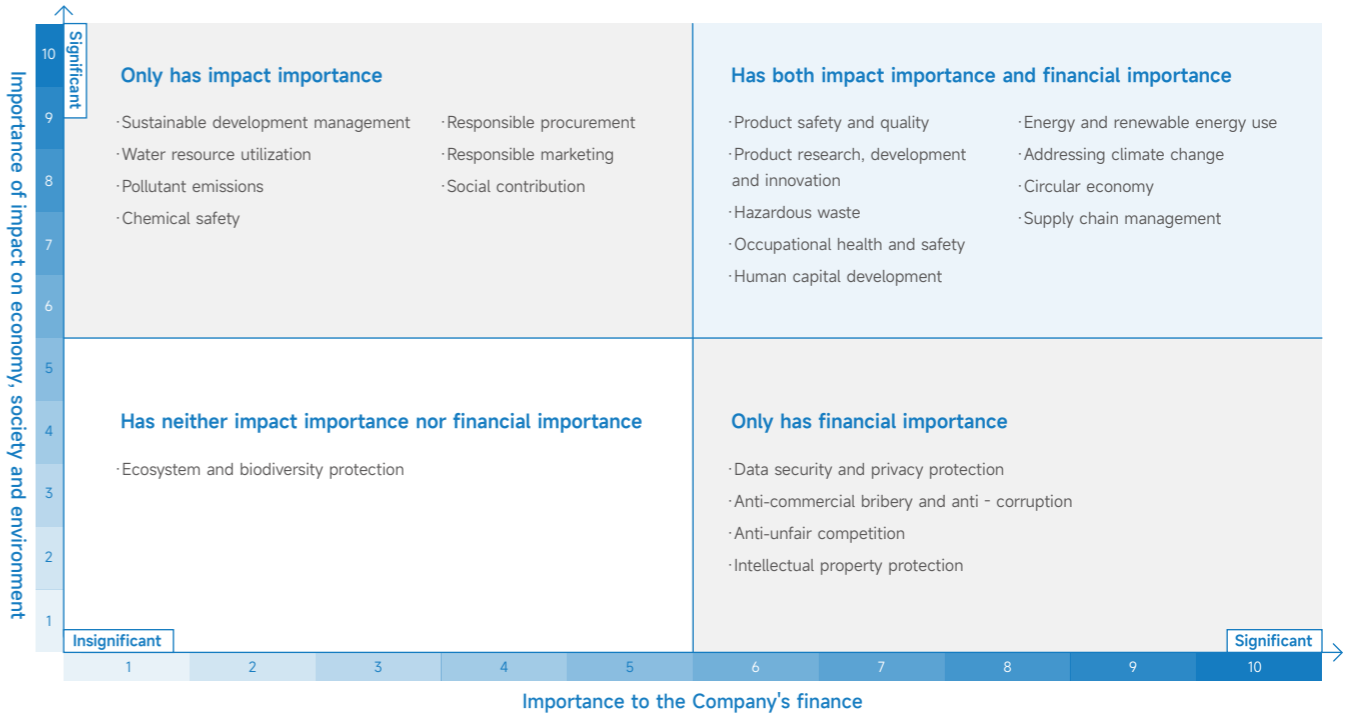 Importance of impact on economy, society and environment
10
9
8
7
6
5
4
3
2
1
Significant
Only has impact importance
·Sustainable development management
·Water resource utilization
·Pollutant emissions
·Chemical safety
·Responsible procurement
·Responsible marketing
·Social contribution
Has both impact importance and financial importance
·Product safety and quality
·Product research, development
and innovation
·Hazardous waste
·Occupational health and safety
·Human capital development
·Energy and renewable energy use
·Addressing climate change
·Circular economy
·Supply chain management
Has neither impact importance nor financial importance
·Ecosystem and biodiversity protection
Only has financial importance
·Data security and privacy protection
·Anti-commercial bribery and anti - corruption
·Anti-unfair competition
·Intellectual property protection
Insignificant
Significant
1
2
3
4
5
6
7
8
9
10
Importance to the Company's finance